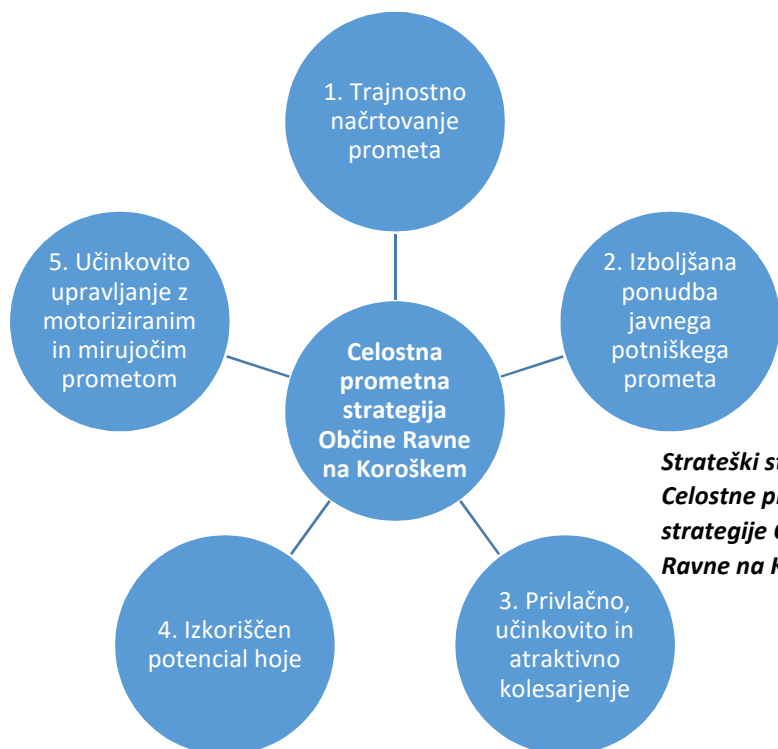 1. Trajnostno
načrtovanje
prometa
2. Izboljšana
ponudba
javnega
potniškega
prometa
5. Učinkovito
upravljanje z
motoriziranim
in mirujočim
prometom
Celostna
prometna
strategija
Občine Ravne
na Koroškem
Strateški
Celostne
strategije
Ravne na
3. Privlačno,
učinkovito in
atraktivno
kolesarjenje
4. Izkoriščen
potencial hoje